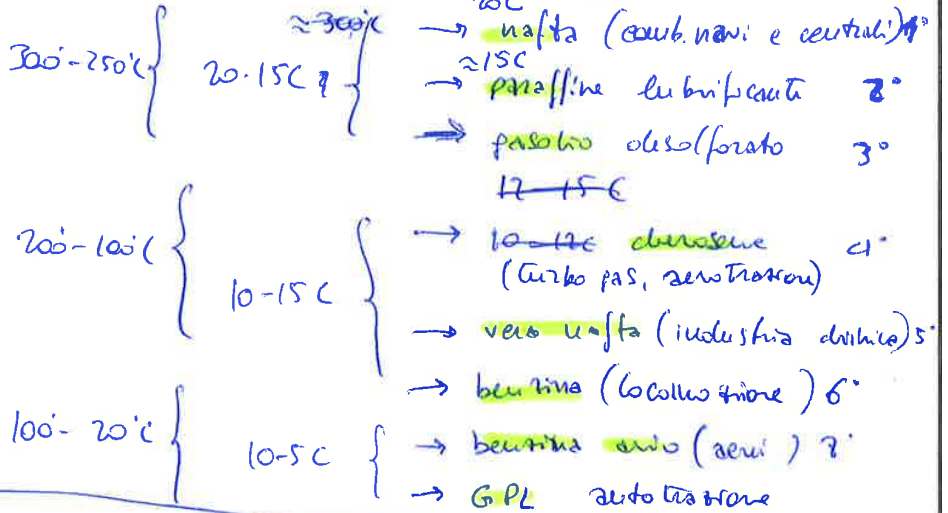 20C
≈300°C → nafta (comb. navi e centrali) 1°
300°-250°C 20-15C ≈15C
→ paraffine lubrificanti 2°
→ gasolio desolforato 3°
12-15C
200°-100°C → 10-12C cherosene 4°
10-15C (turbo gas, aerotrazioni)
→ vera nafta (industria chimica) 5°
→ benzina (locomozione) 6°
100°-20°C 10-5C → benzina avio (aerei) 7°
→ GPL autotrazione